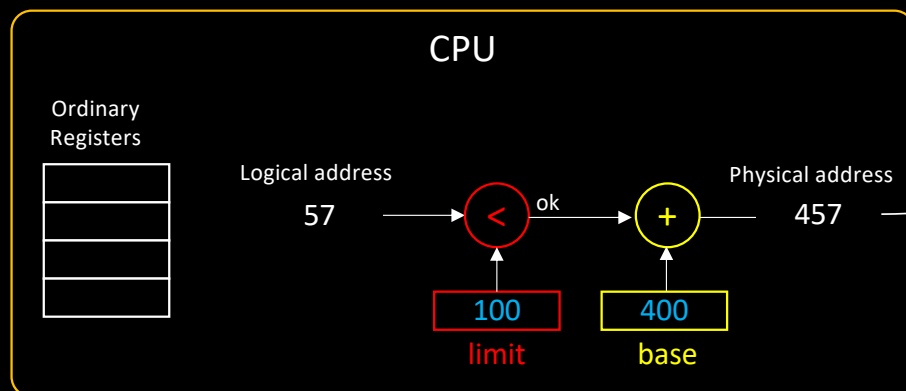 CPU
Ordinary
Registers
Logical address
57
<
ok
+
Physical address
457
100
limit
400
base